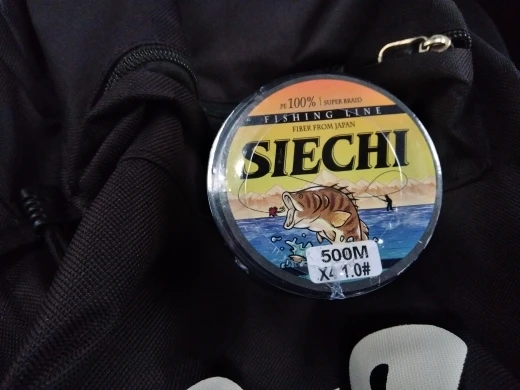 PE 100% | SUPER BRAID
FISHING LINE
FIBER FROM JAPAN
SIECHI
500M
X4 1.0#